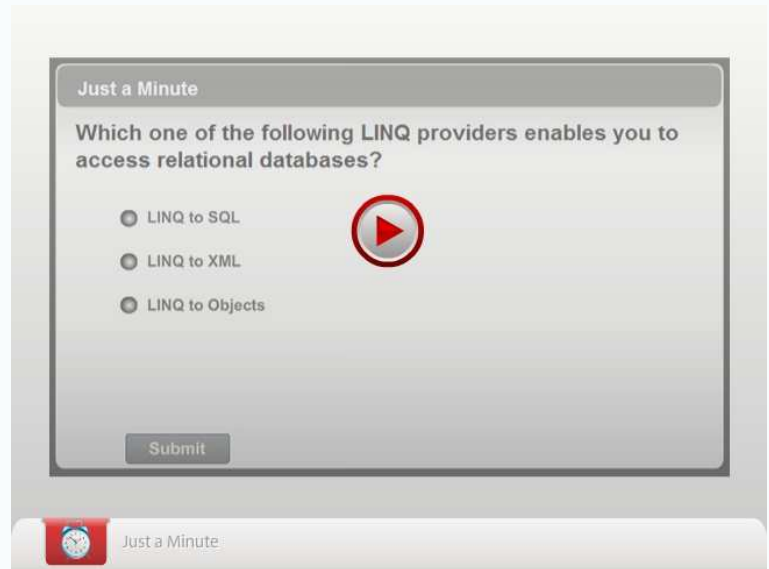 Just a Minute
Which one of the following LINQ providers enables you to
access relational databases?
LINQ to SQL
LINQ to XML
LINQ to Objects
Submit
Just a Minute